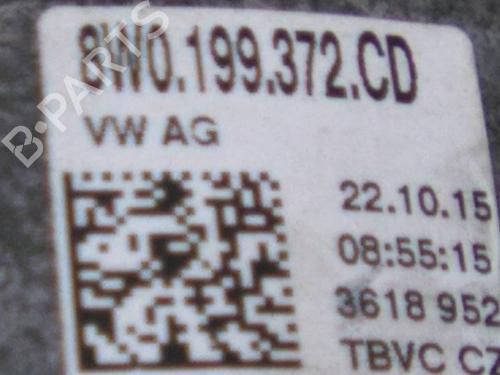 8W0.199.372.CD
VW AG
22.10.15
08:55:15
3618 952
TBVC CZ
B-PARTS